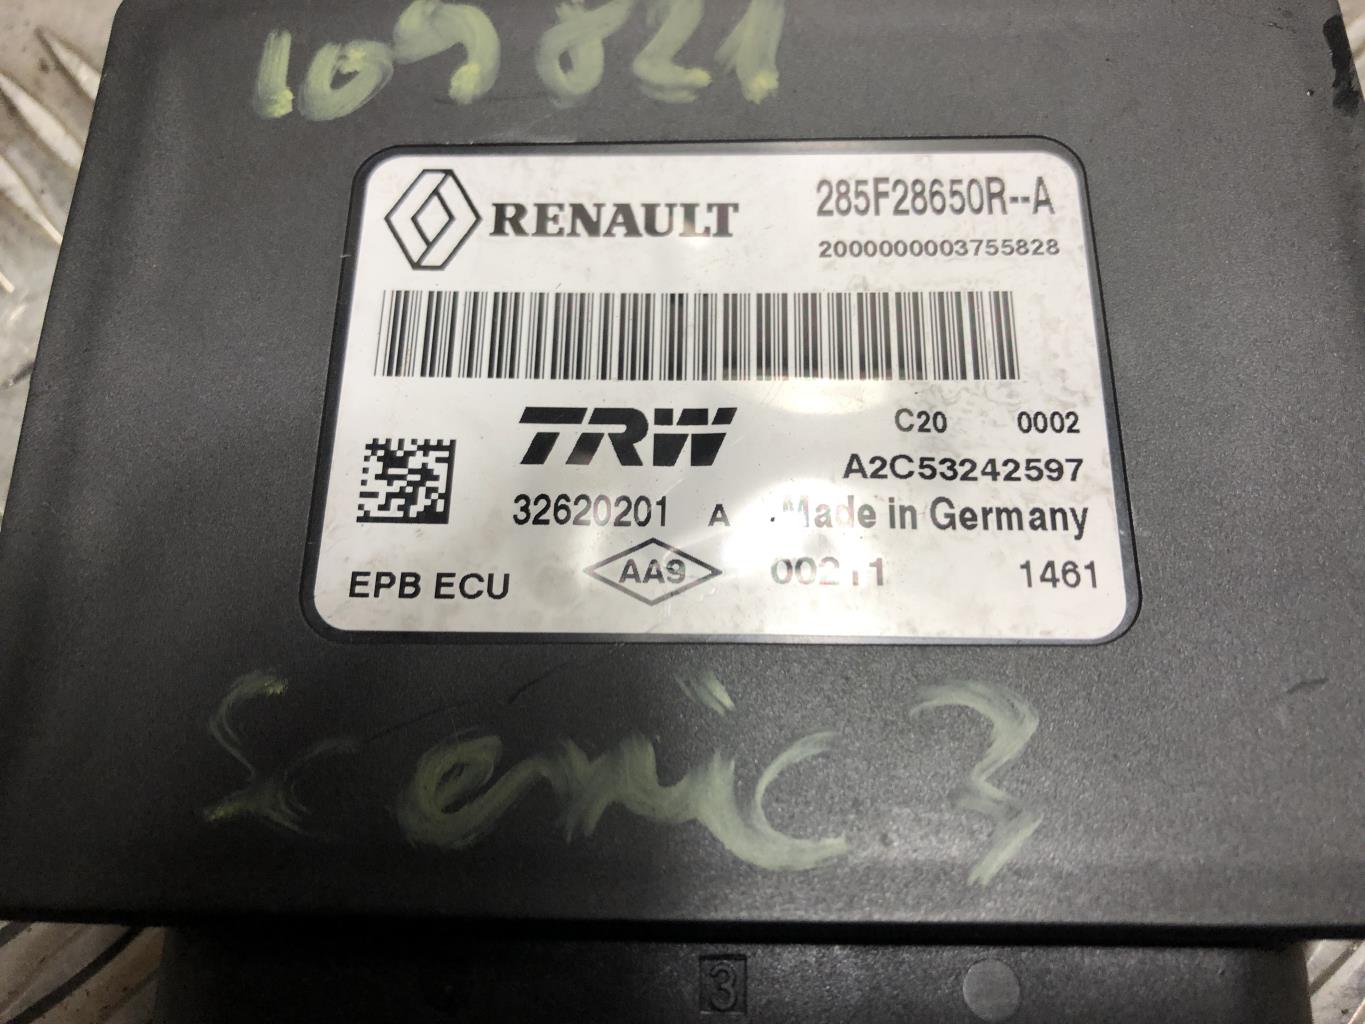 109821
RENAULT
285F28650R--A
2000000003755828
TRW
C20 0002
A2C53242597
32620201 A Made in Germany
EPB ECU AA9 00211 1461
Scenic 3
3